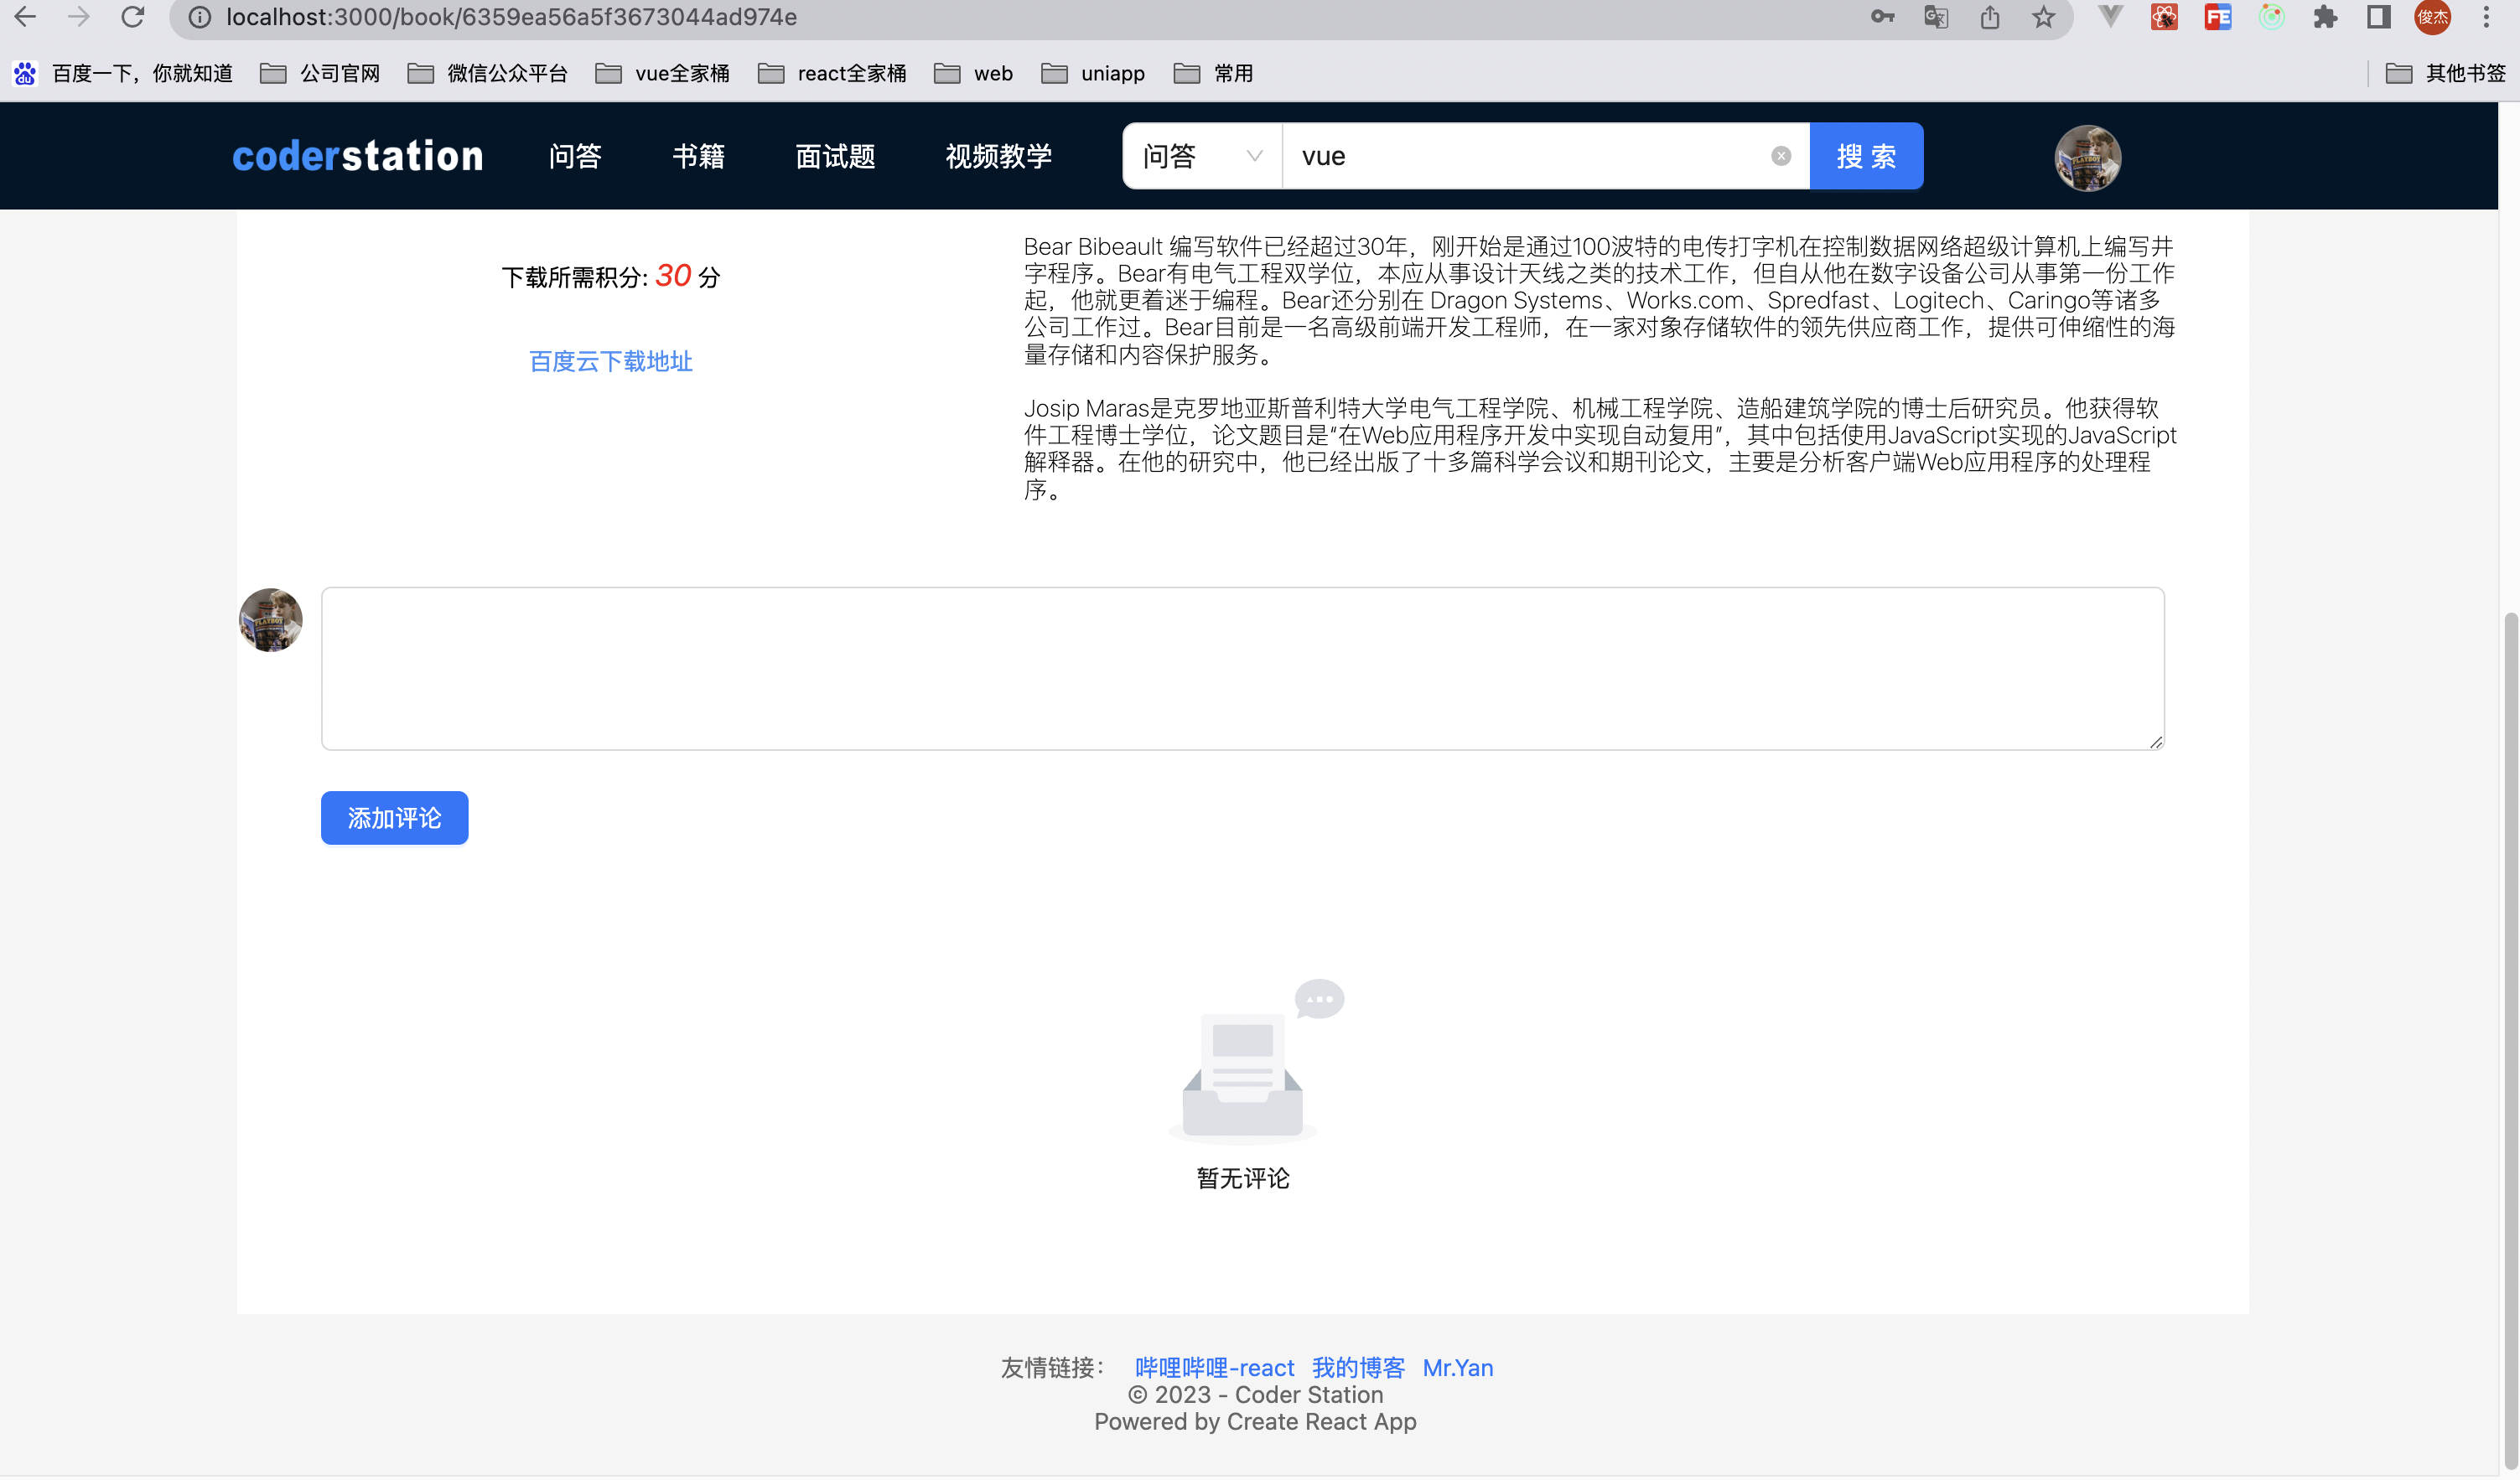 localhost:3000/book/6359ea56a5f3673044ad974e
俊杰
百度一下，你就知道 公司官网 微信公众平台 vue全家桶 react全家桶 web uniapp 常用 其他书签
coderstation 问答 书籍 面试题 视频教学 问答 vue 搜 索
下载所需积分: 30 分
百度云下载地址
Bear Bibeault 编写软件已经超过30年，刚开始是通过100波特的电传打字机在控制数据网络超级计算机上编写井
字程序。Bear有电气工程双学位，本应从事设计天线之类的技术工作，但自从他在数字设备公司从事第一份工作
起，他就更着迷于编程。Bear还分别在 Dragon Systems、Works.com、Spredfast、Logitech、Caringo等诸多
公司工作过。Bear目前是一名高级前端开发工程师，在一家对象存储软件的领先供应商工作，提供可伸缩性的海
量存储和内容保护服务。
Josip Maras是克罗地亚斯普利特大学电气工程学院、机械工程学院、造船建筑学院的博士后研究员。他获得软
件工程博士学位，论文题目是“在Web应用程序开发中实现自动复用”，其中包括使用JavaScript实现的JavaScript
解释器。在他的研究中，他已经出版了十多篇科学会议和期刊论文，主要是分析客户端Web应用程序的处理程
序。
添加评论
暂无评论
友情链接： 哔哩哔哩-react 我的博客 Mr.Yan
© 2023 - Coder Station
Powered by Create React App